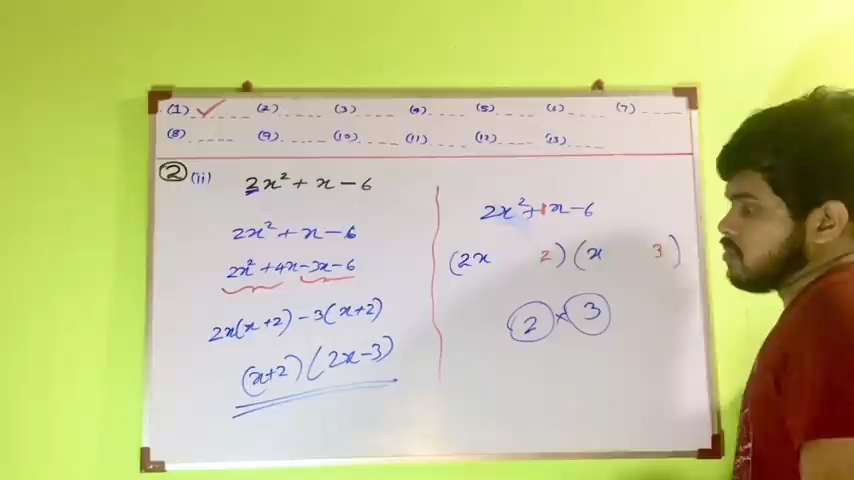 (1) ✓ (2) (3) (4) (5) (6) (7)
(8) (9) (10) (11) (12) (13)
2 (ii) 2x² + x - 6
2x² + x - 6
2x² + 4x - 3x - 6
2x(x+2) - 3(x+2)
(x+2) (2x-3)
2x² + 1x - 6
(2x 2) (x 3)
2 × 3